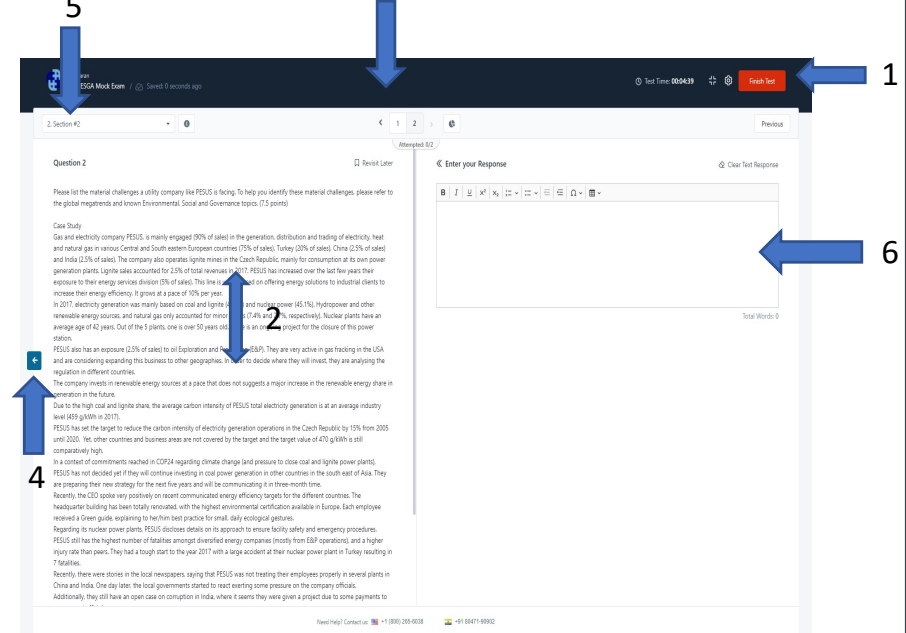 5
1
ESGA Mock Exam / Saved: 0 seconds ago
Test Time: 00:04:39
Finish Test
2. Section #2
1 2
Attempted: 0/2
Previous
Question 2
Revisit Later
Please list the material challenges a utility company like PESUS is facing. To help you identify these material challenges, please refer to
the global megatrends and known Environmental, Social and Governance topics. (7.5 points)
Case Study
Gas and electricity company PESUS, is mainly engaged (90% of sales) in the generation, distribution and trading of electricity, heat
and natural gas in various Central and South eastern European countries (75% of sales), Turkey (20% of sales), China (2.5% of sales)
and India (2.5% of sales). The company also operates lignite mines in the Czech Republic, mainly for consumption at its own power
generation plants. Lignite sales accounted for 2.5% of total revenues in 2017. PESUS has increased over the last few years their
exposure to their energy services division (5% of sales). This line is on offering energy solutions to industrial clients to
increase their energy efficiency. It grows at a pace of 10% per year.
In 2017, electricity generation was mainly based on coal and lignite and nuclear power (45.1%). Hydropower and other
renewable energy sources, and natural gas only accounted for minor (7.4% and respectively). Nuclear plants have an
average age of 42 years. Out of the 5 plants, one is over 50 years old. is an ongoing project for the closure of this power
station.
PESUS also has an exposure (2.5% of sales) to oil Exploration and (E&P). They are very active in gas fracking in the USA
and are considering expanding this business to other geographies. In order to decide where they will invest, they are analysing the
regulation in different countries.
The company invests in renewable energy sources at a pace that does not suggests a major increase in the renewable energy share in
generation in the future.
Due to the high coal and lignite share, the average carbon intensity of PESUS total electricity generation is at an average industry
level (459 g/kWh in 2017).
PESUS has set the target to reduce the carbon intensity of electricity generation operations in the Czech Republic by 15% from 2005
until 2020. Yet, other countries and business areas are not covered by the target and the target value of 470 g/kWh is still
comparatively high.
In a context of commitments reached in COP24 regarding climate change (and pressure to close coal and lignite power plants),
PESUS has not decided yet if they will continue investing in coal power generation in other countries in the south east of Asia. They
are preparing their new strategy for the next five years and will be communicating it in three-month time.
Recently, the CEO spoke very positively on recent communicated energy efficiency targets for the different countries. The
headquarter building has been totally renovated, with the highest environmental certification available in Europe. Each employee
received a Green guide, explaining to her/him best practice for small, daily ecological gestures.
Regarding its nuclear power plants, PESUS discloses details on its approach to ensure facility safety and emergency procedures.
PESUS still has the highest number of fatalities amongst diversified energy companies (mostly from E&P operations), and a higher
injury rate than peers. They had a tough start to the year 2017 with a large accident at their nuclear power plant in Turkey resulting in
7 fatalities.
Recently, there were stories in the local newspapers, saying that PESUS was not treating their employees properly in several plants in
China and India. One day later, the local governments started to react exerting some pressure on the company officials.
Additionally, they still have an open case on corruption in India, where it seems they were given a project due to some payments to
2
4
Enter your Response
Clear Text Response
B I U x² x₂ Ω
6
Total Words: 0
Need Help? Contact us: +1 (800) 265-6038 +91 80471-90902